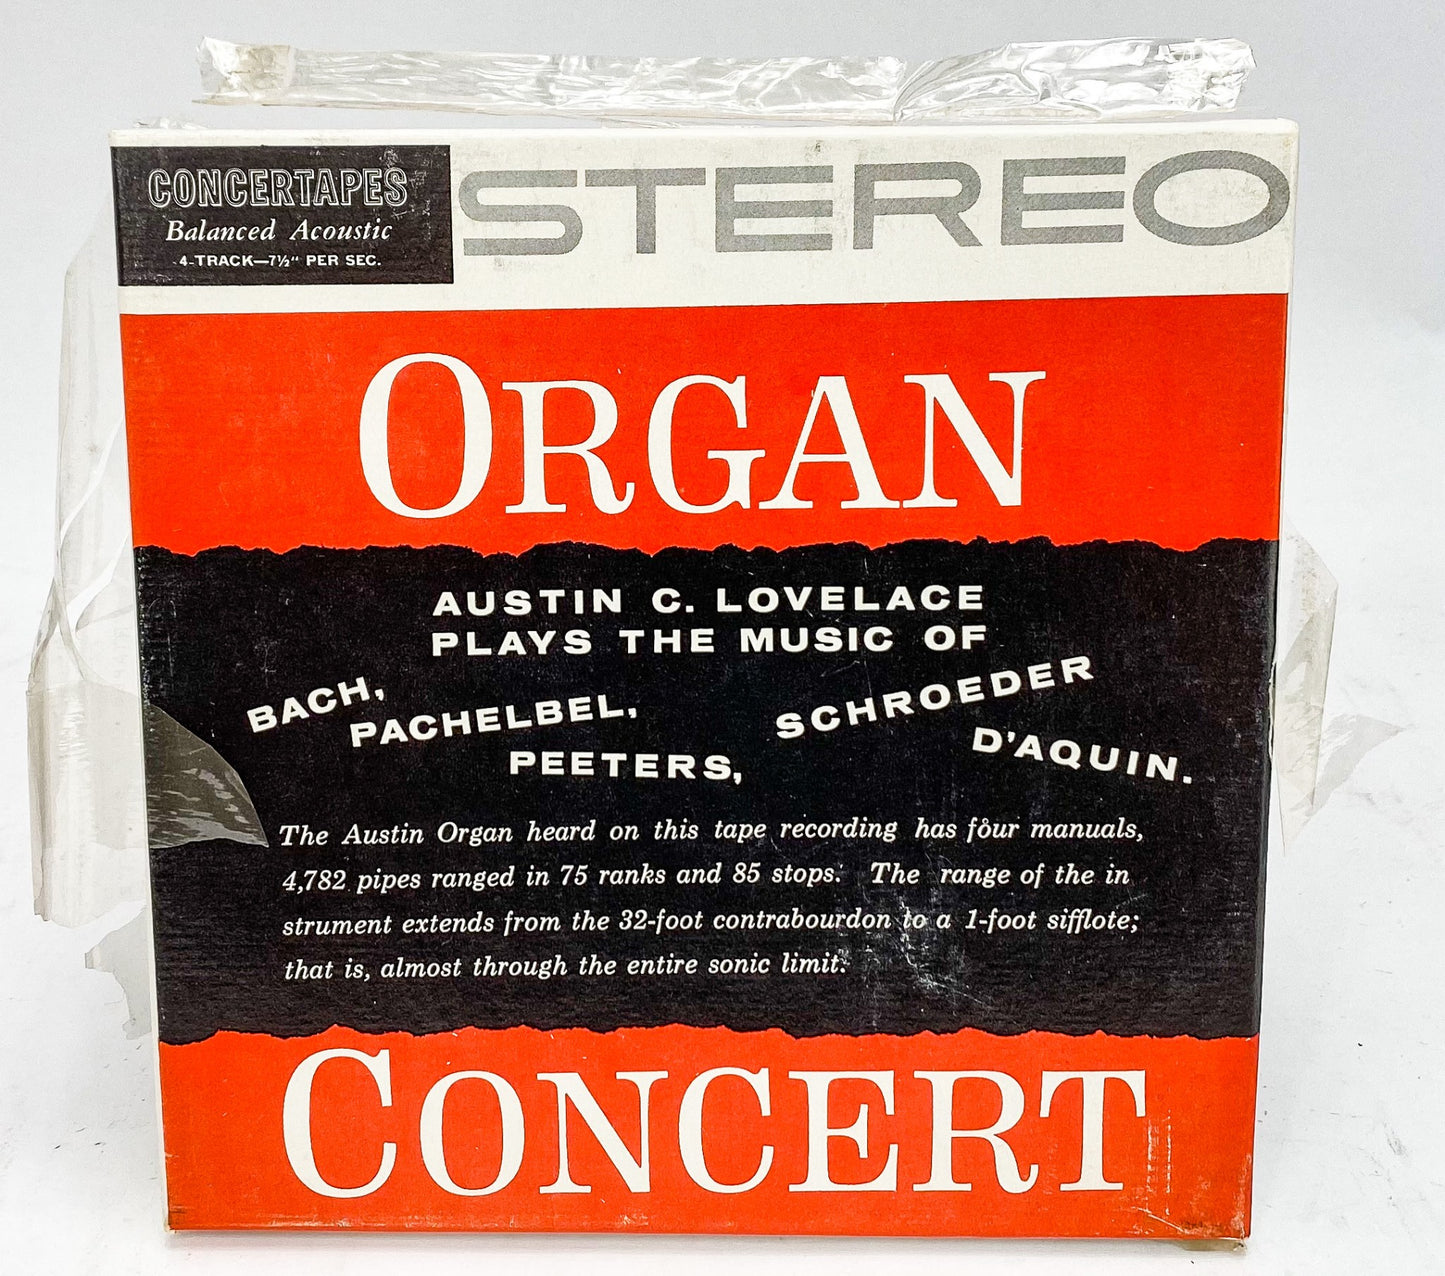 CONCERTAPES
Balanced Acoustic
4-TRACK—7½" PER SEC.
STEREO
ORGAN
AUSTIN C. LOVELACE
PLAYS THE MUSIC OF
BACH,
PACHELBEL,
PEETERS,
SCHROEDER
D'AQUIN.
The Austin Organ heard on this tape recording has four manuals,
4,782 pipes ranged in 75 ranks and 85 stops. The range of the in
strument extends from the 32-foot contrabourdon to a 1-foot sifflote;
that is, almost through the entire sonic limit.
CONCERT